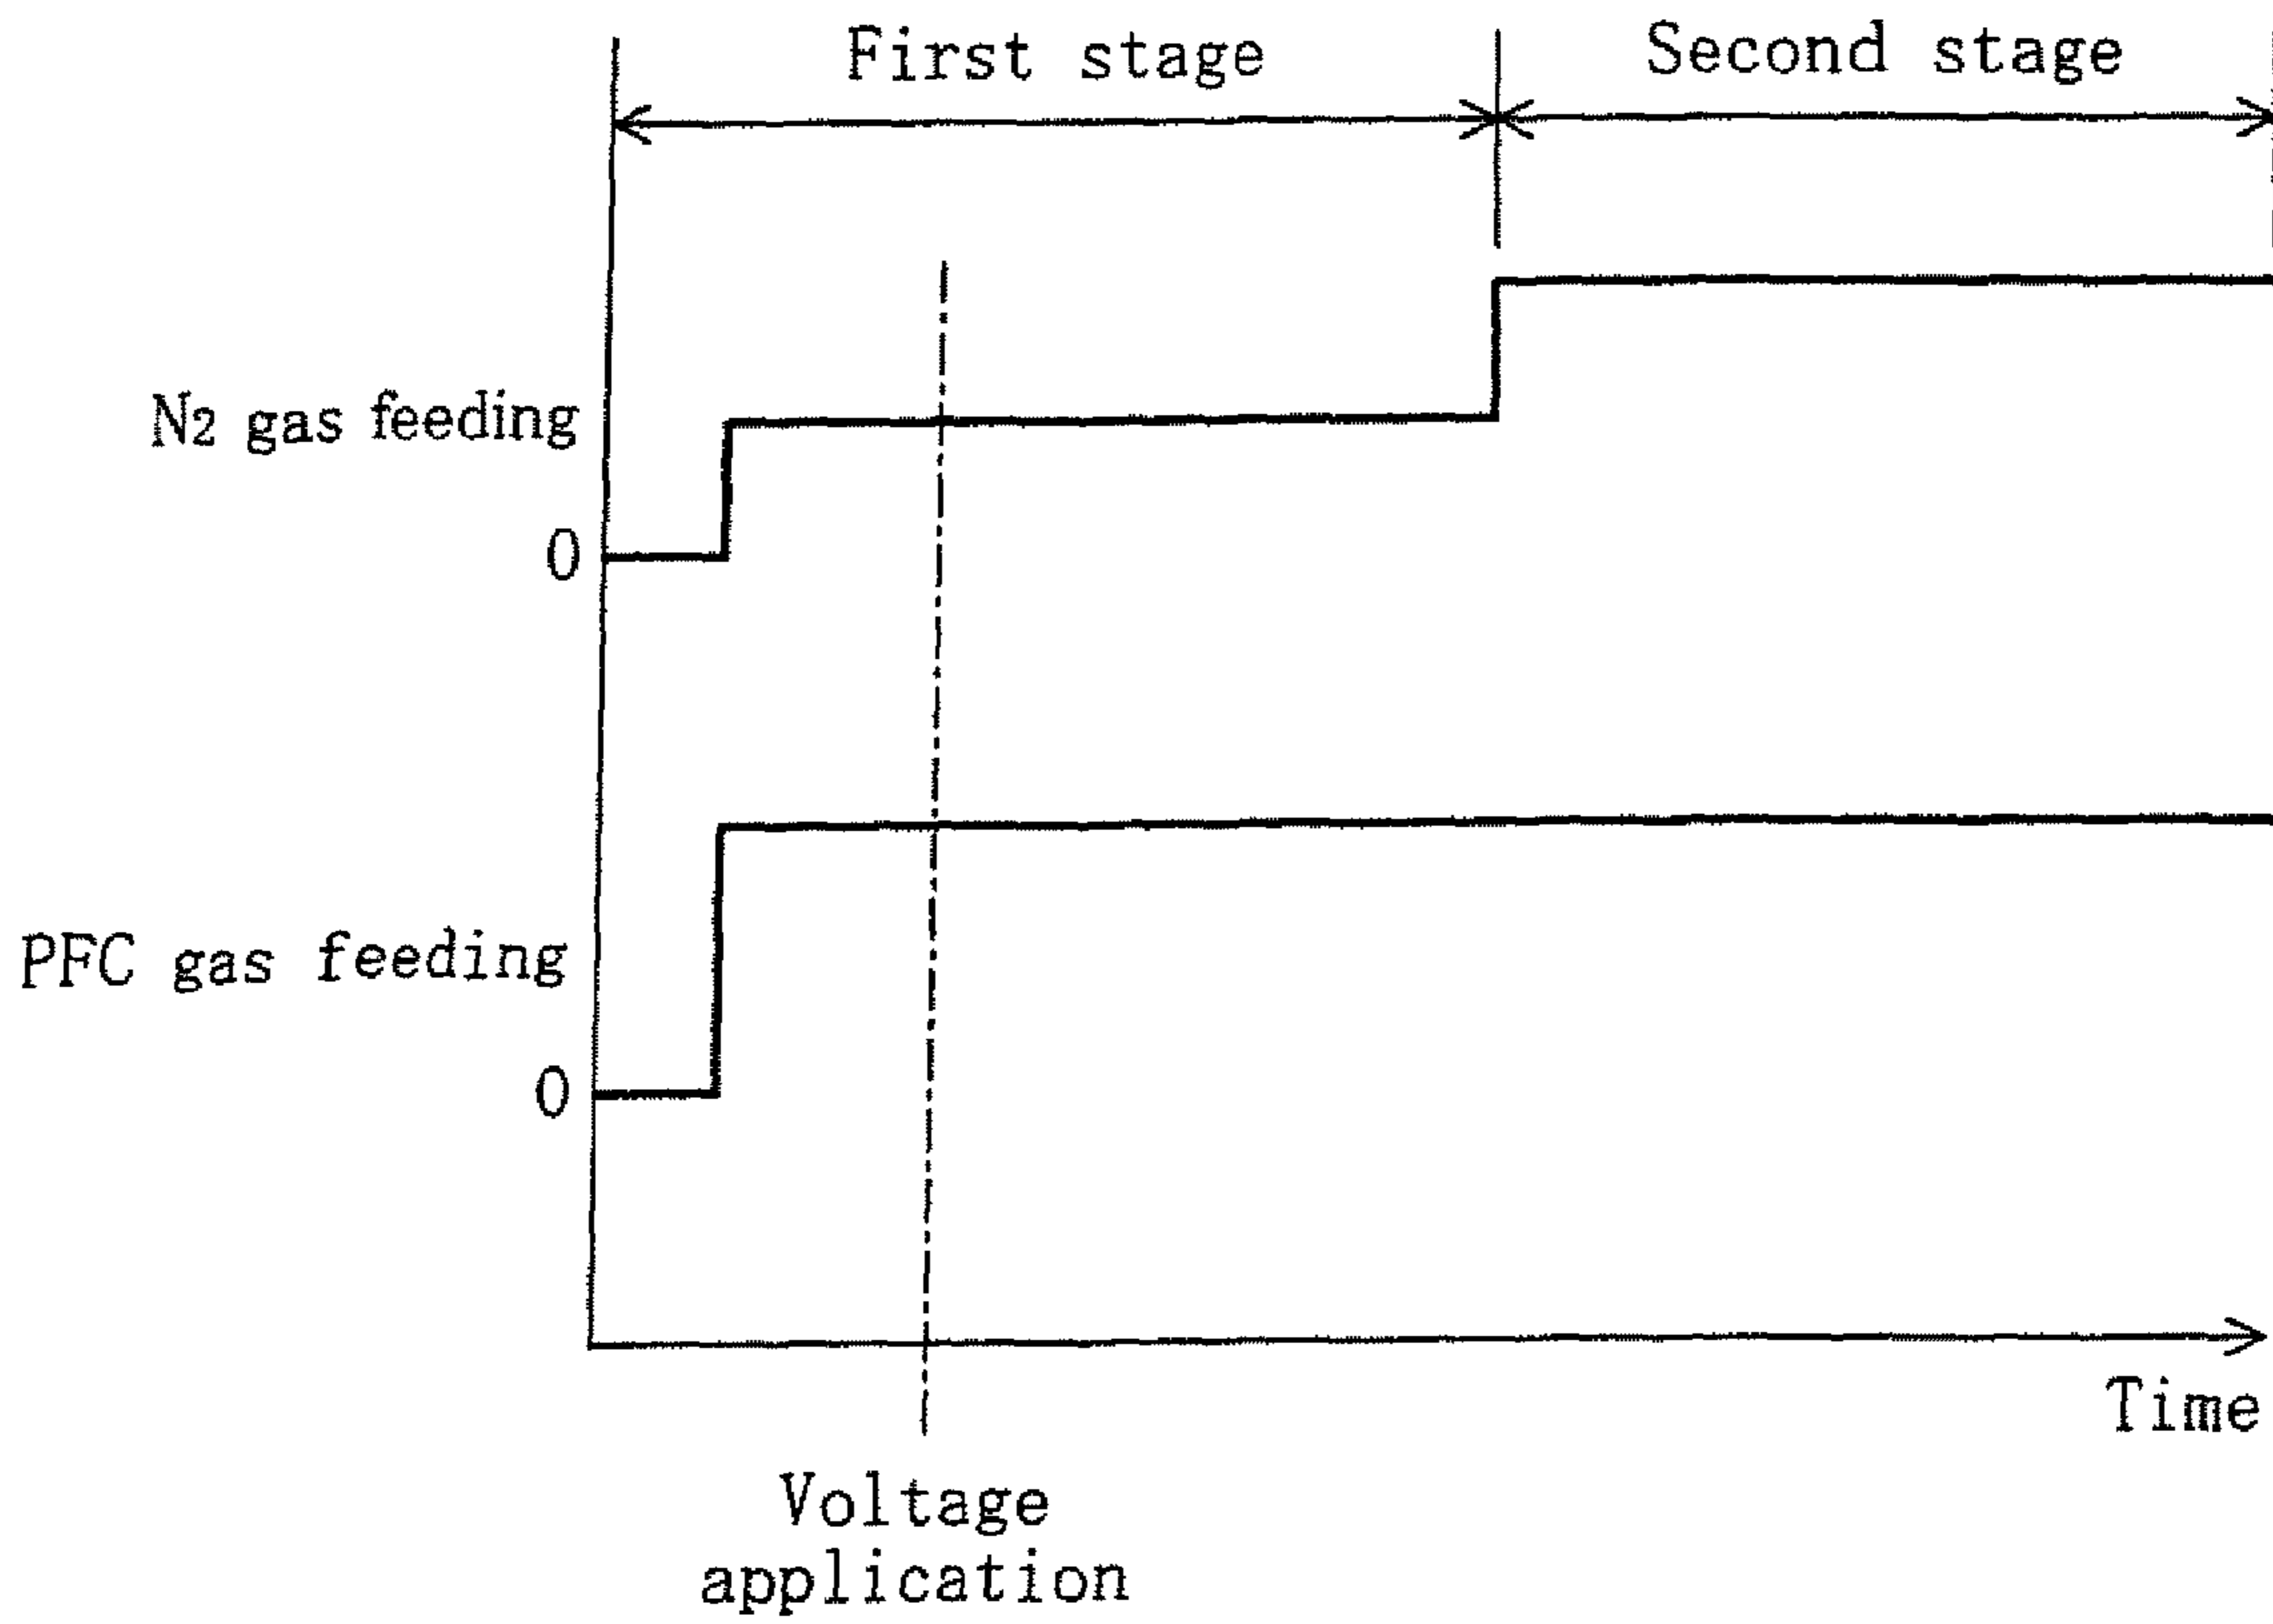 First stage
Second stage
N2 gas feeding
0
PFC gas feeding
0
Time
Voltage
application